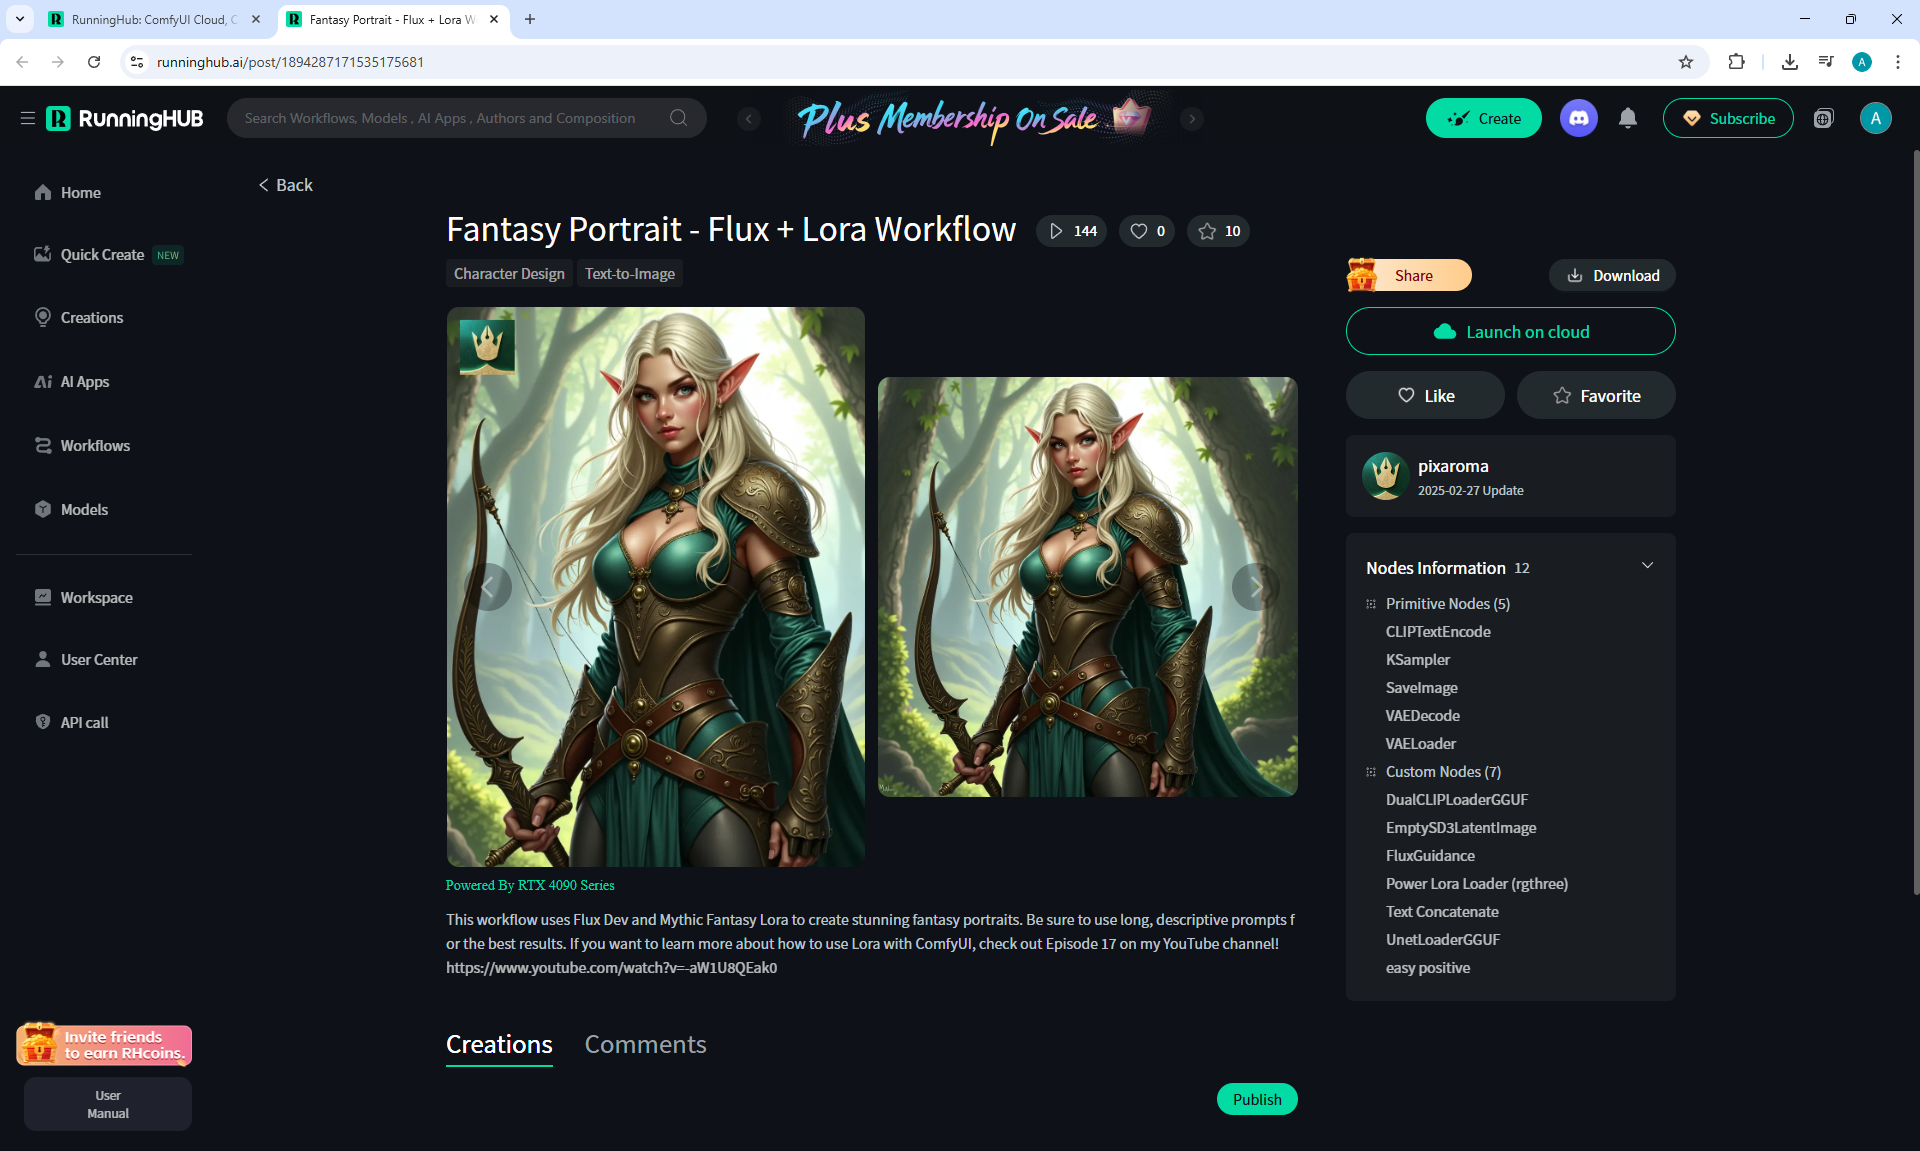 RunningHub: ComfyUI Cloud, C
Fantasy Portrait - Flux + Lora W
runninghub.ai/post/1894287171535175681
A
RunningHUB
Search Workflows, Models , AI Apps , Authors and Composition
Plus Membership On Sale
Create
Subscribe
A
Home
Quick Create NEW
Creations
AI Apps
Workflows
Models
Workspace
User Center
API call
Invite friends
to earn RHcoins.
User
Manual
Back
Fantasy Portrait - Flux + Lora Workflow
144
0
10
Character Design
Text-to-Image
Powered By RTX 4090 Series
This workflow uses Flux Dev and Mythic Fantasy Lora to create stunning fantasy portraits. Be sure to use long, descriptive prompts f
or the best results. If you want to learn more about how to use Lora with ComfyUI, check out Episode 17 on my YouTube channel!
https://www.youtube.com/watch?v=-aW1U8QEak0
Creations
Comments
Publish
Share
Download
Launch on cloud
Like
Favorite
pixaroma
2025-02-27 Update
Nodes Information 12
Primitive Nodes (5)
CLIPTextEncode
KSampler
SaveImage
VAEDecode
VAELoader
Custom Nodes (7)
DualCLIPLoaderGGUF
EmptySD3LatentImage
FluxGuidance
Power Lora Loader (rgthree)
Text Concatenate
UnetLoaderGGUF
easy positive